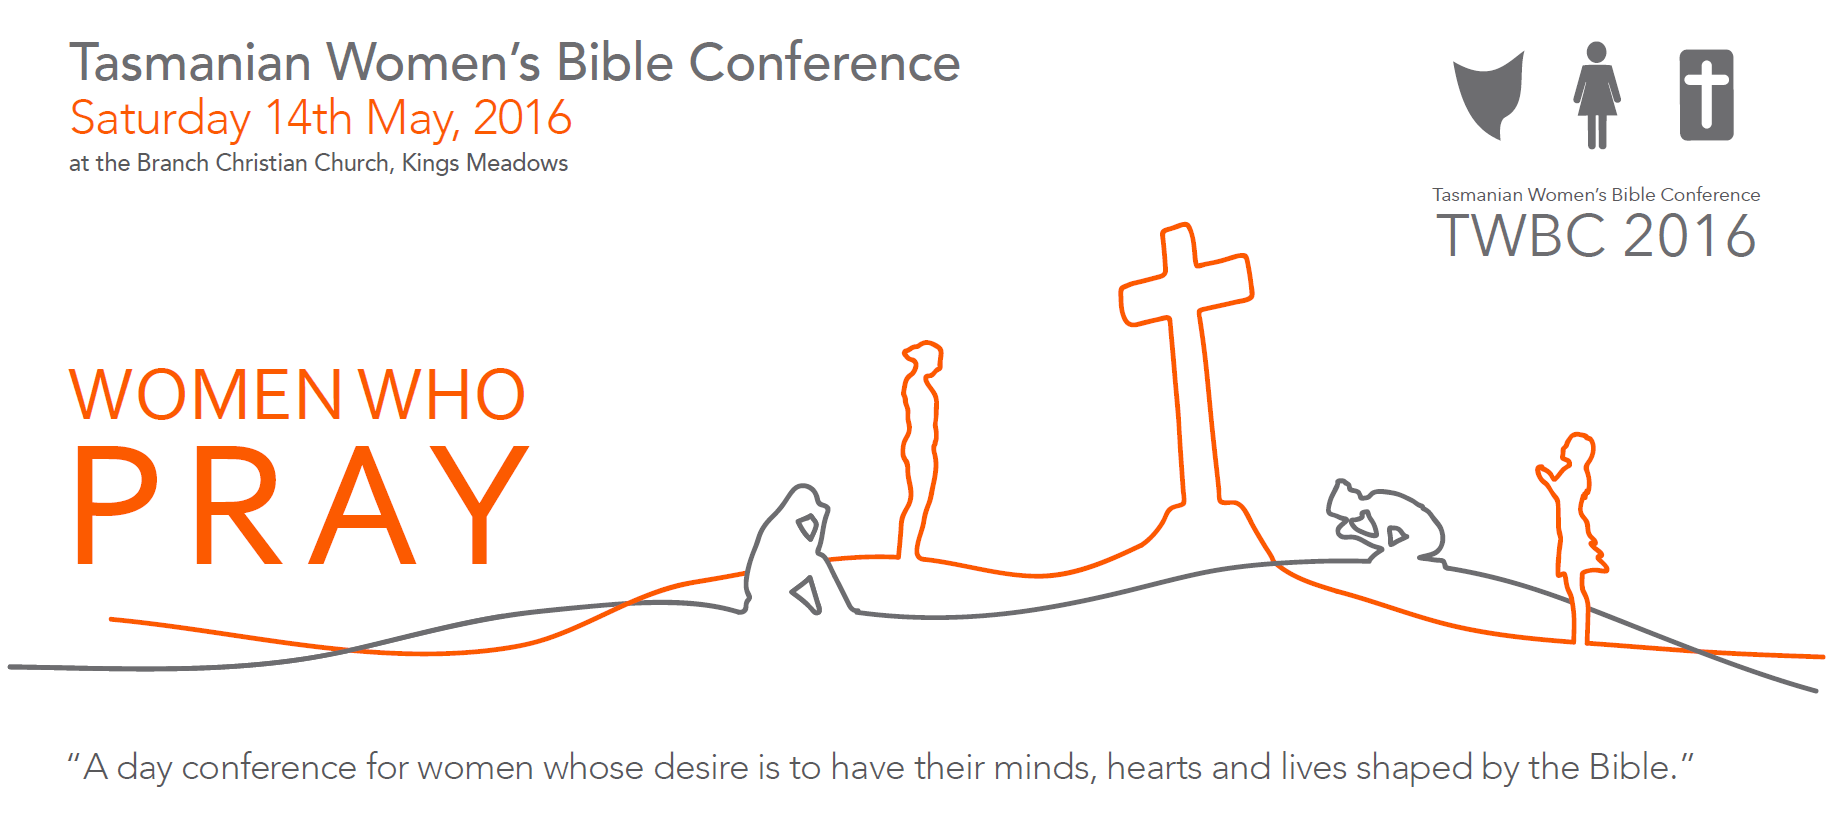 Tasmanian Women's Bible Conference
Saturday 14th May, 2016
at the Branch Christian Church, Kings Meadows
Tasmanian Women's Bible Conference
TWBC 2016
WOMEN WHO
PRAY
“A day conference for women whose desire is to have their minds, hearts and lives shaped by the Bible.”